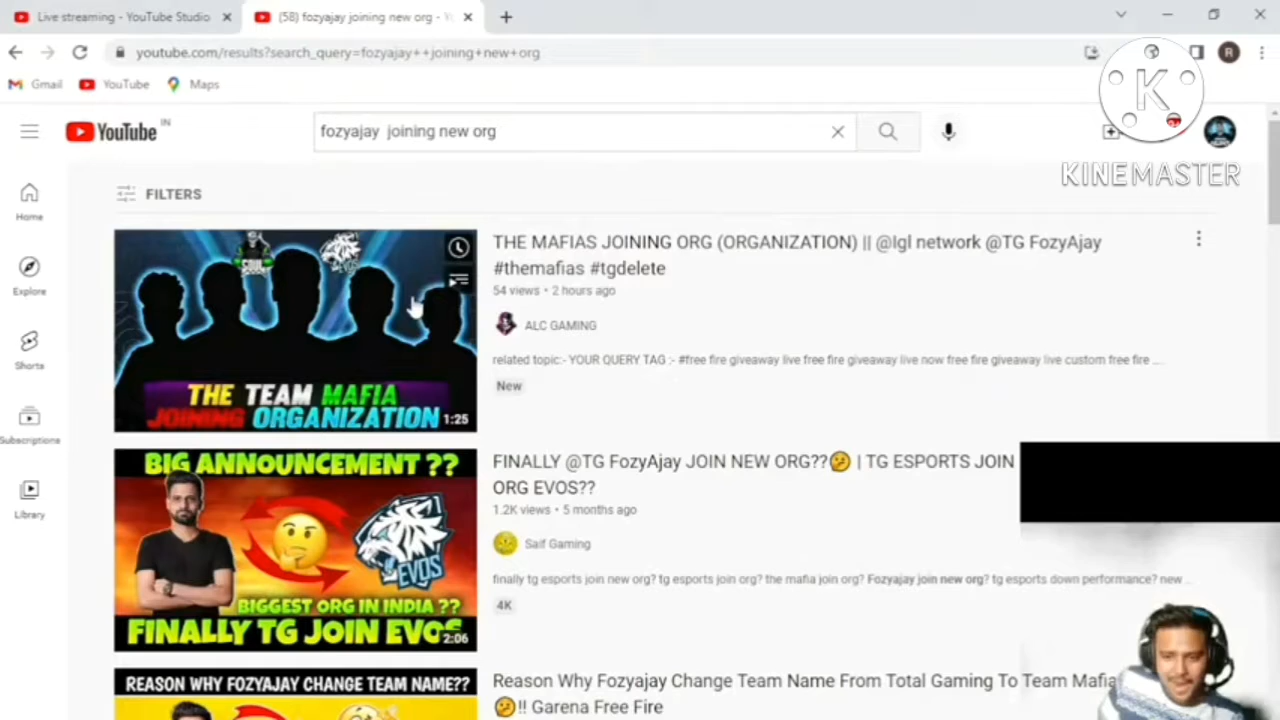 Live streaming - YouTube Studio
(58) fozyajay joining new org -
youtube.com/results?search_query=fozyajay++joining+new+org
R
Gmail
YouTube
Maps
K
KINEMASTER
YouTube IN
fozyajay joining new org
FILTERS
Home
Explore
Shorts
Subscriptions
Library
EVOS
THE TEAM MAFIA
JOINING ORGANIZATION
1:25
THE MAFIAS JOINING ORG (ORGANIZATION) || @lgl network @TG FozyAjay
#themafias #tgdelete
54 views • 2 hours ago
ALC GAMING
related topic:- YOUR QUERY TAG :- #free fire giveaway live free fire giveaway live now free fire giveaway live custom free fire ...
New
BIG ANNOUNCEMENT ??
EVOS
BIGGEST ORG IN INDIA ??
FINALLY TG JOIN EVOS
2:06
FINALLY @TG FozyAjay JOIN NEW ORG??🤔 | TG ESPORTS JOIN
ORG EVOS??
1.2K views • 5 months ago
Saif Gaming
finally tg esports join new org? tg esports join org? the mafia join org? Fozyajay join new org? tg esports down performance? new ...
4K
REASON WHY FOZYAJAY CHANGE TEAM NAME??
Reason Why Fozyajay Change Team Name From Total Gaming To Team Mafia
🤔!! Garena Free Fire